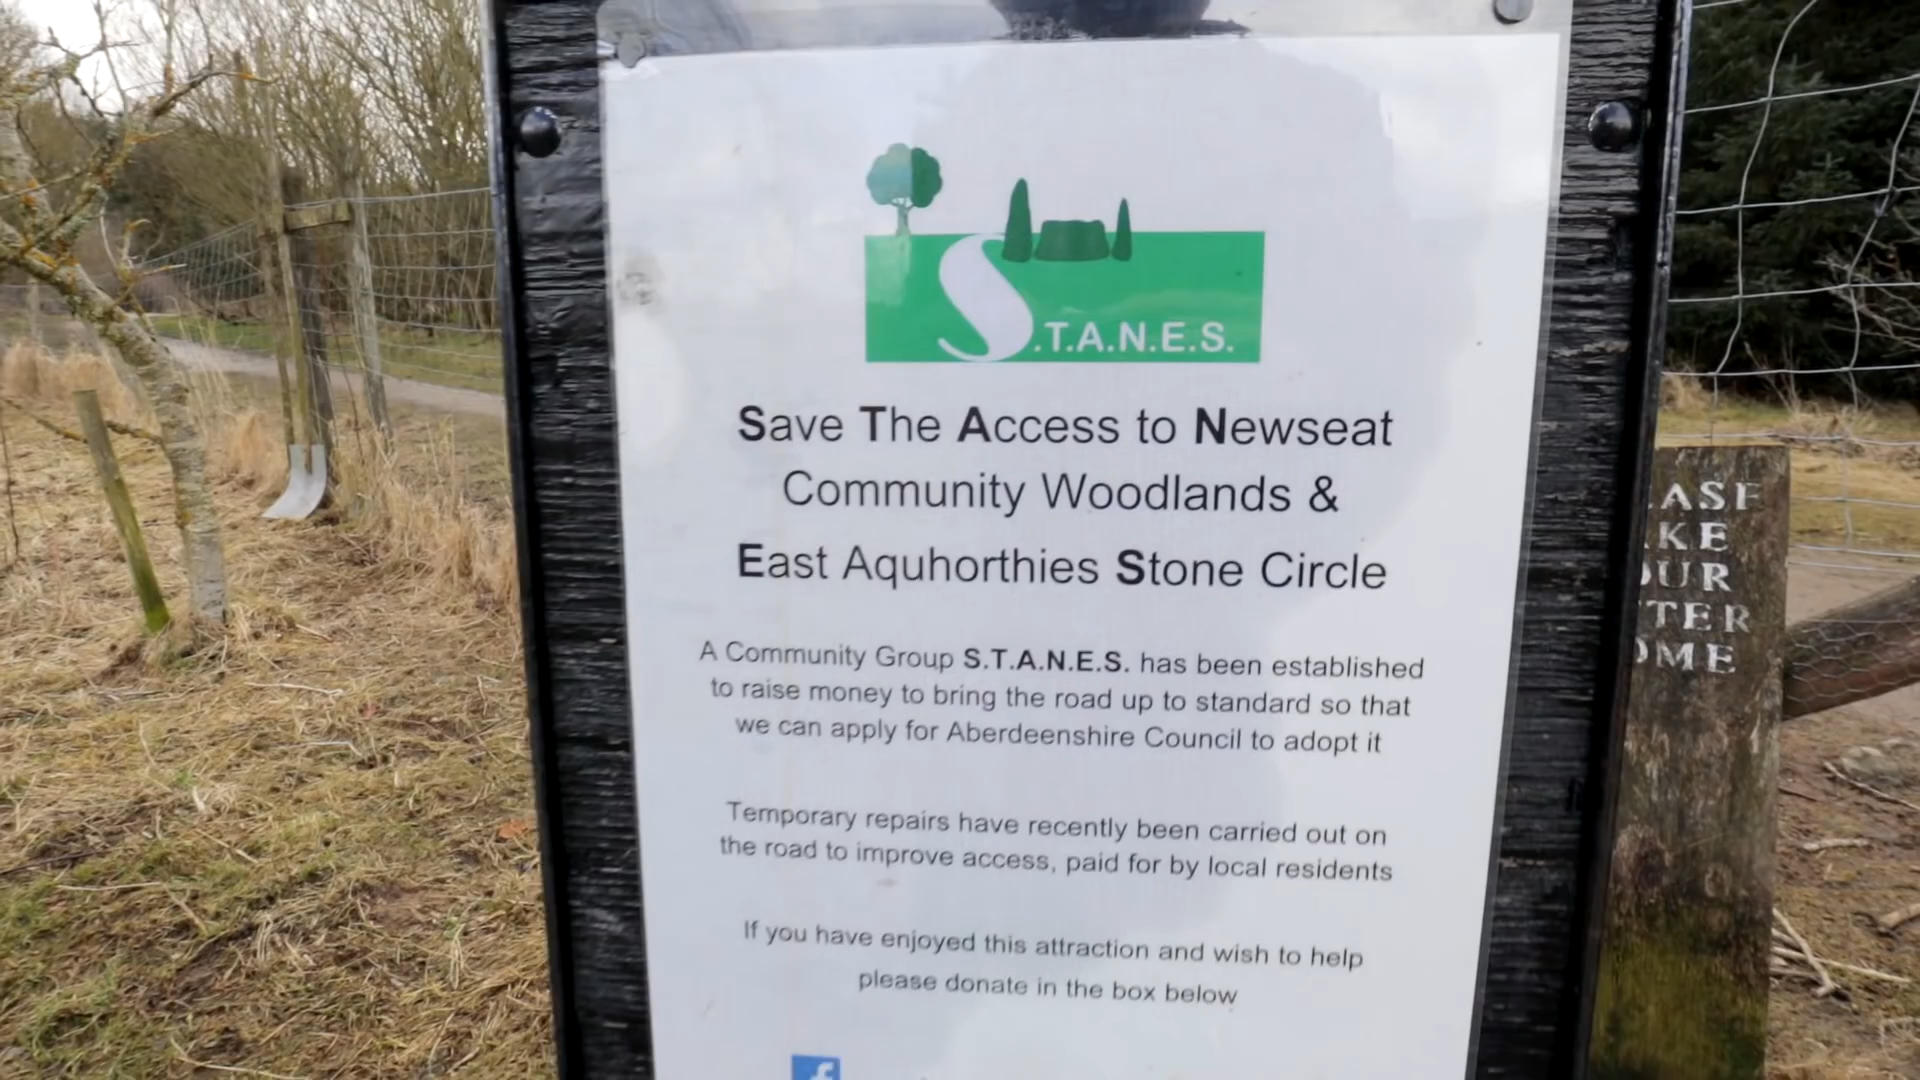 S.T.A.N.E.S.
Save The Access to Newseat
Community Woodlands &
East Aquhorthies Stone Circle
A Community Group S.T.A.N.E.S. has been established
to raise money to bring the road up to standard so that
we can apply for Aberdeenshire Council to adopt it
Temporary repairs have recently been carried out on
the road to improve access, paid for by local residents
If you have enjoyed this attraction and wish to help
please donate in the box below